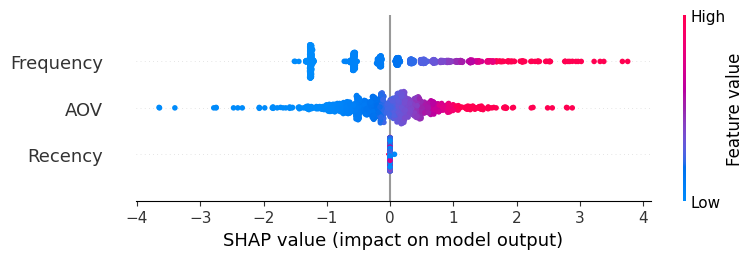 High
Frequency
AOV
Recency
Feature value
Low
−4 −3 −2 −1 0 1 2 3 4
SHAP value (impact on model output)